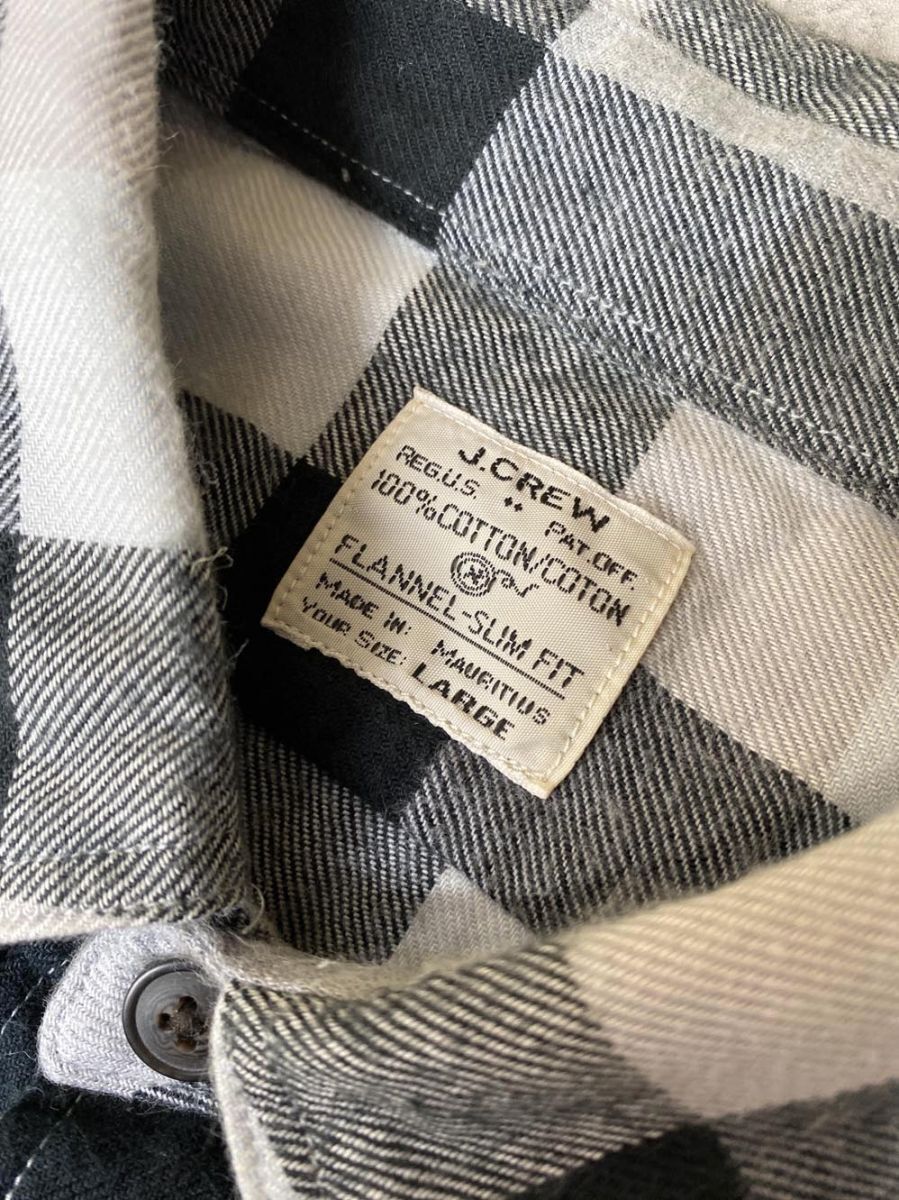 J.CREW
REG.U.S. PAT.OFF.
100%COTTON/COTON
FLANNEL-SLIM FIT
MADE IN: MAURITIUS
YOUR SIZE: LARGE